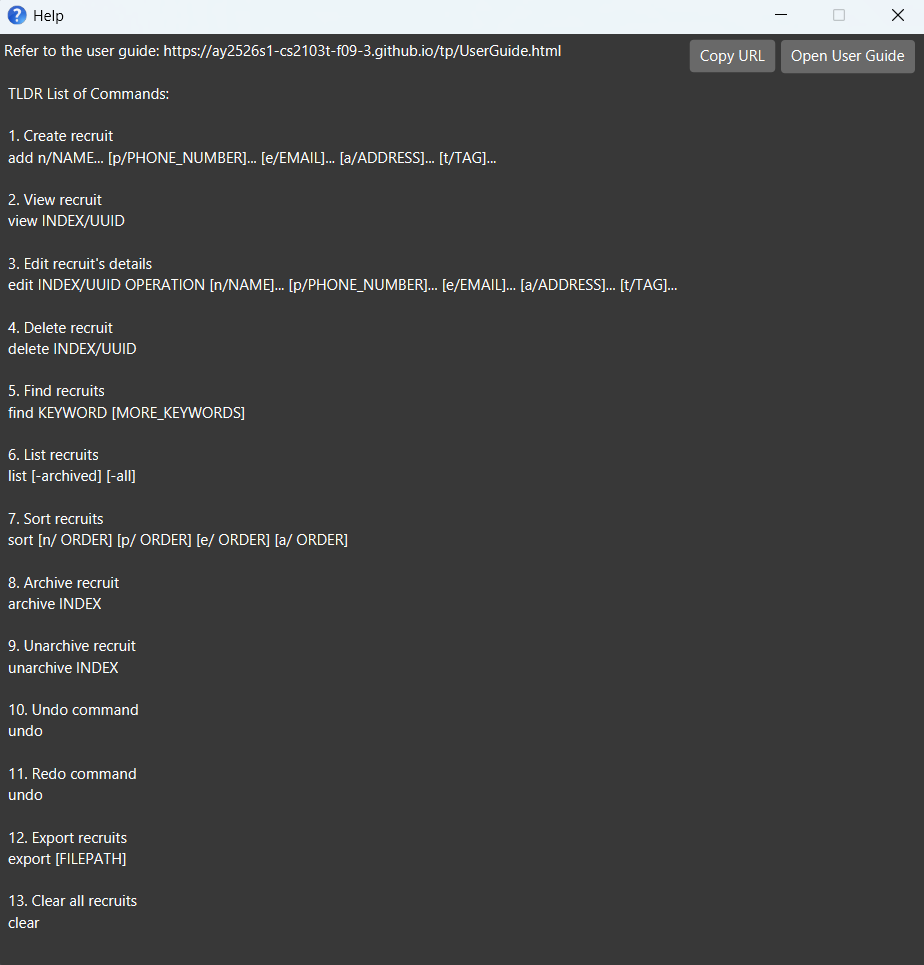 Help
Refer to the user guide: https://ay2526s1-cs2103t-f09-3.github.io/tp/UserGuide.html
Copy URL
Open User Guide
TLDR List of Commands:
1. Create recruit
add n/NAME... [p/PHONE_NUMBER]... [e/EMAIL]... [a/ADDRESS]... [t/TAG]...
2. View recruit
view INDEX/UUID
3. Edit recruit's details
edit INDEX/UUID OPERATION [n/NAME]... [p/PHONE_NUMBER]... [e/EMAIL]... [a/ADDRESS]... [t/TAG]...
4. Delete recruit
delete INDEX/UUID
5. Find recruits
find KEYWORD [MORE_KEYWORDS]
6. List recruits
list [-archived] [-all]
7. Sort recruits
sort [n/ ORDER] [p/ ORDER] [e/ ORDER] [a/ ORDER]
8. Archive recruit
archive INDEX
9. Unarchive recruit
unarchive INDEX
10. Undo command
undo
11. Redo command
undo
12. Export recruits
export [FILEPATH]
13. Clear all recruits
clear